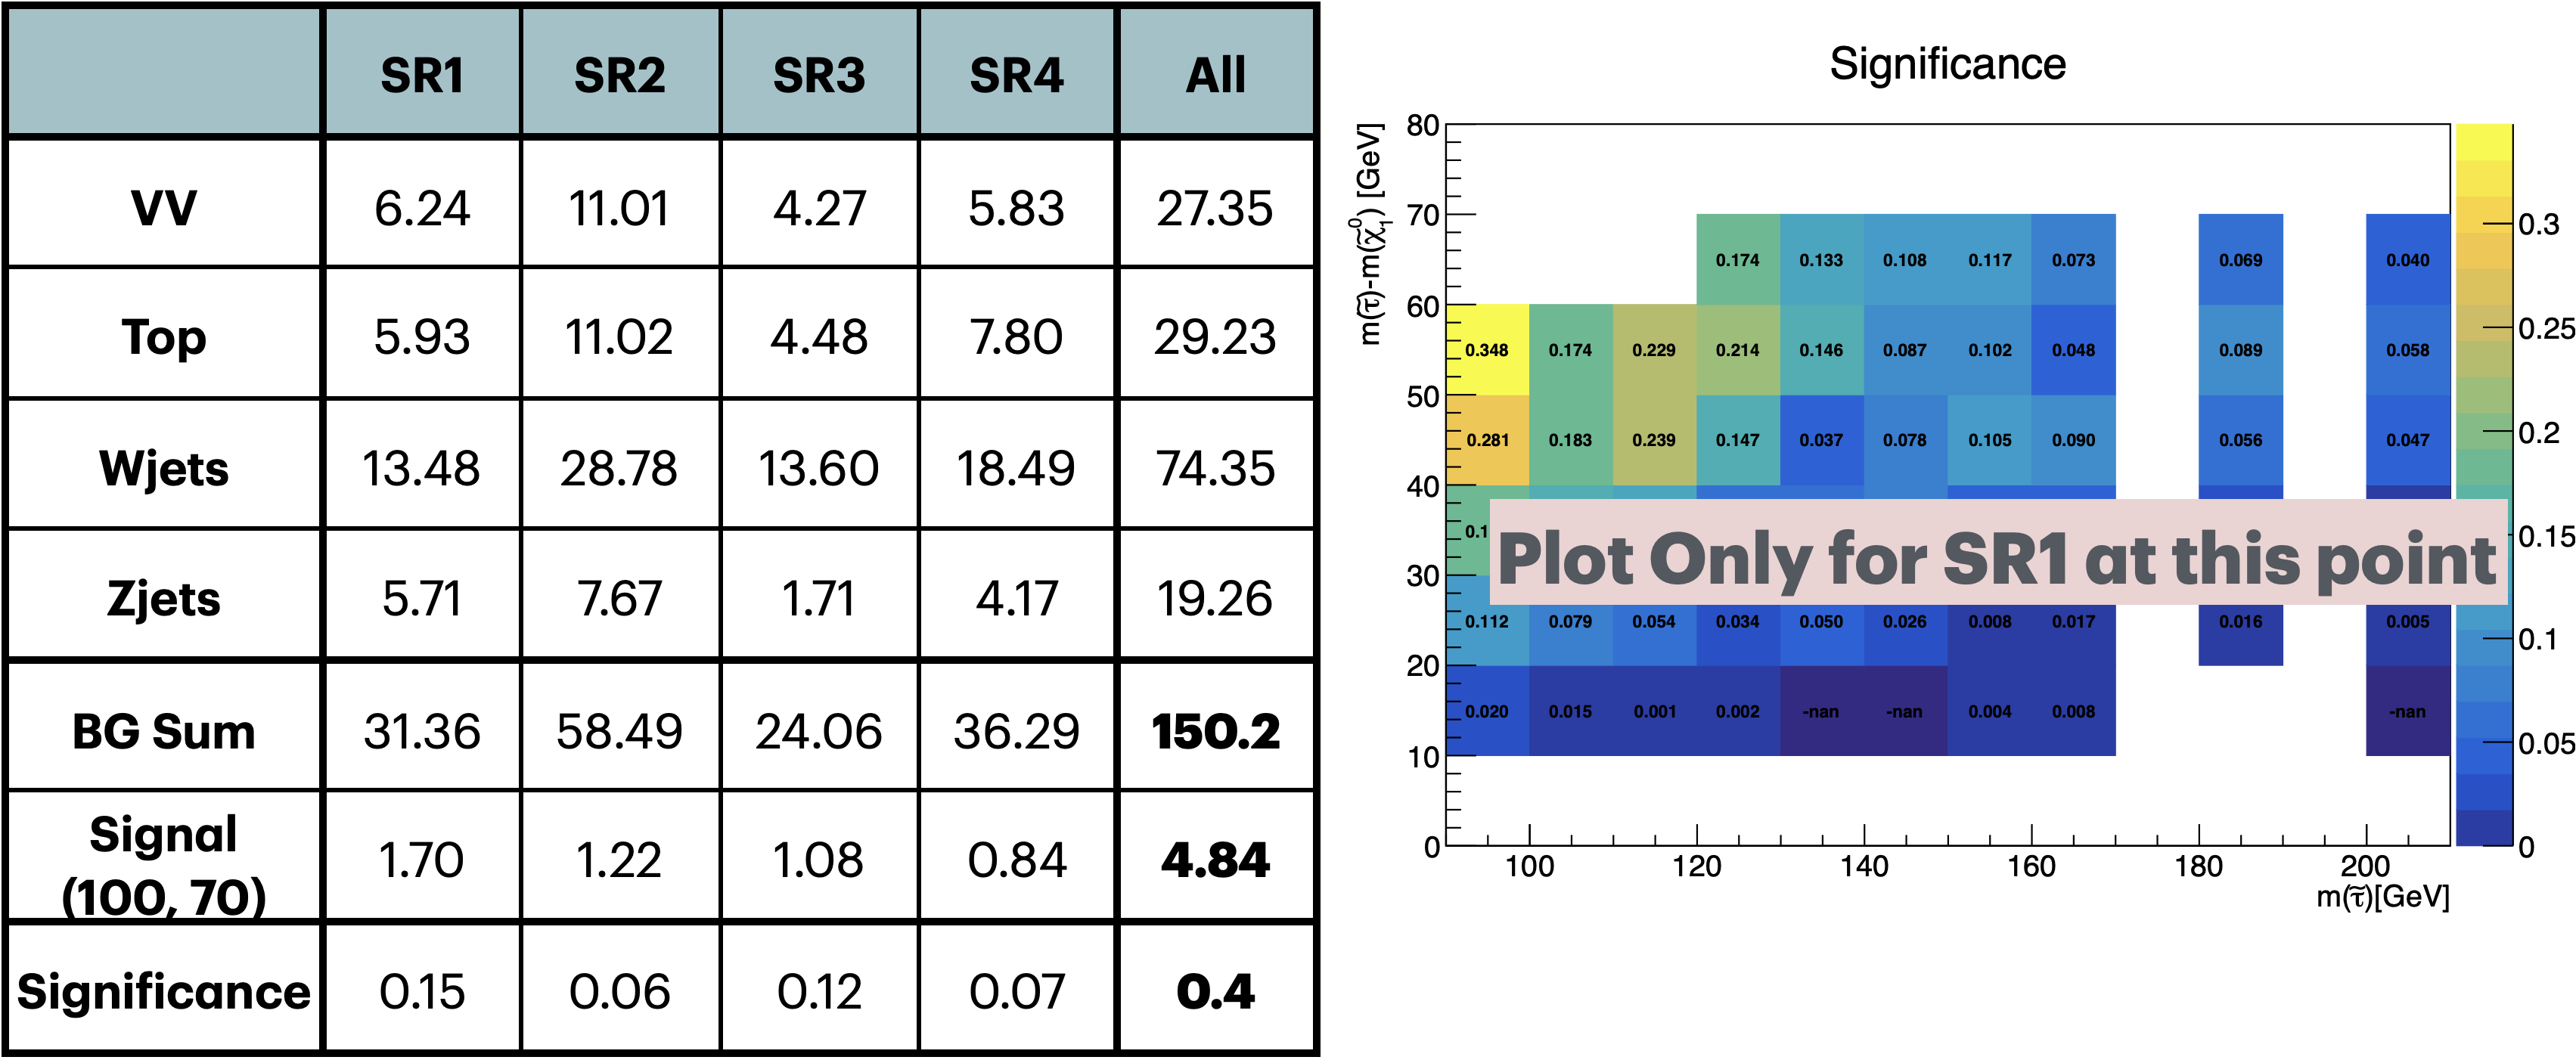 SR1 SR2 SR3 SR4 All
VV 6.24 11.01 4.27 5.83 27.35
Top 5.93 11.02 4.48 7.80 29.23
Wjets 13.48 28.78 13.60 18.49 74.35
Zjets 5.71 7.67 1.71 4.17 19.26
BG Sum 31.36 58.49 24.06 36.29 150.2
Signal
(100, 70) 1.70 1.22 1.08 0.84 4.84
Significance 0.15 0.06 0.12 0.07 0.4
Significance
m(τ̃)-m(χ̃⁰₁) [GeV]
80
70
0.174 0.133 0.108 0.117 0.073 0.069 0.040
60
0.348 0.174 0.229 0.214 0.146 0.087 0.102 0.048 0.089 0.058
50
0.281 0.183 0.239 0.147 0.037 0.078 0.105 0.090 0.056 0.047
40
0.1
Plot Only for SR1 at this point
30
0.112 0.079 0.054 0.034 0.050 0.026 0.008 0.017 0.016 0.005
20
0.020 0.015 0.001 0.002 -nan -nan 0.004 0.008 -nan
10
0
100 120 140 160 180 200
m(τ̃)[GeV]
0.3
0.25
0.2
0.15
0.1
0.05
0